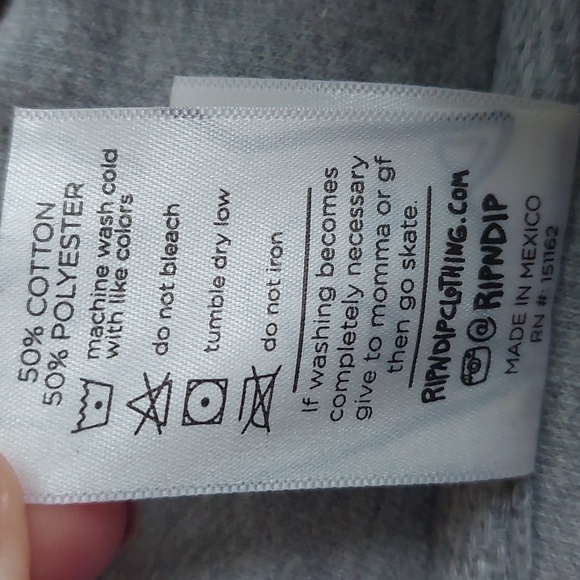 50% COTTON
50% POLYESTER
machine wash cold
with like colors
do not bleach
tumble dry low
do not iron
If washing becomes
completely necessary
give to momma or gf
then go skate.
RIPNDIPCLOTHING.COM
@RIPNDIP
MADE IN MEXICO
RN #: 151162